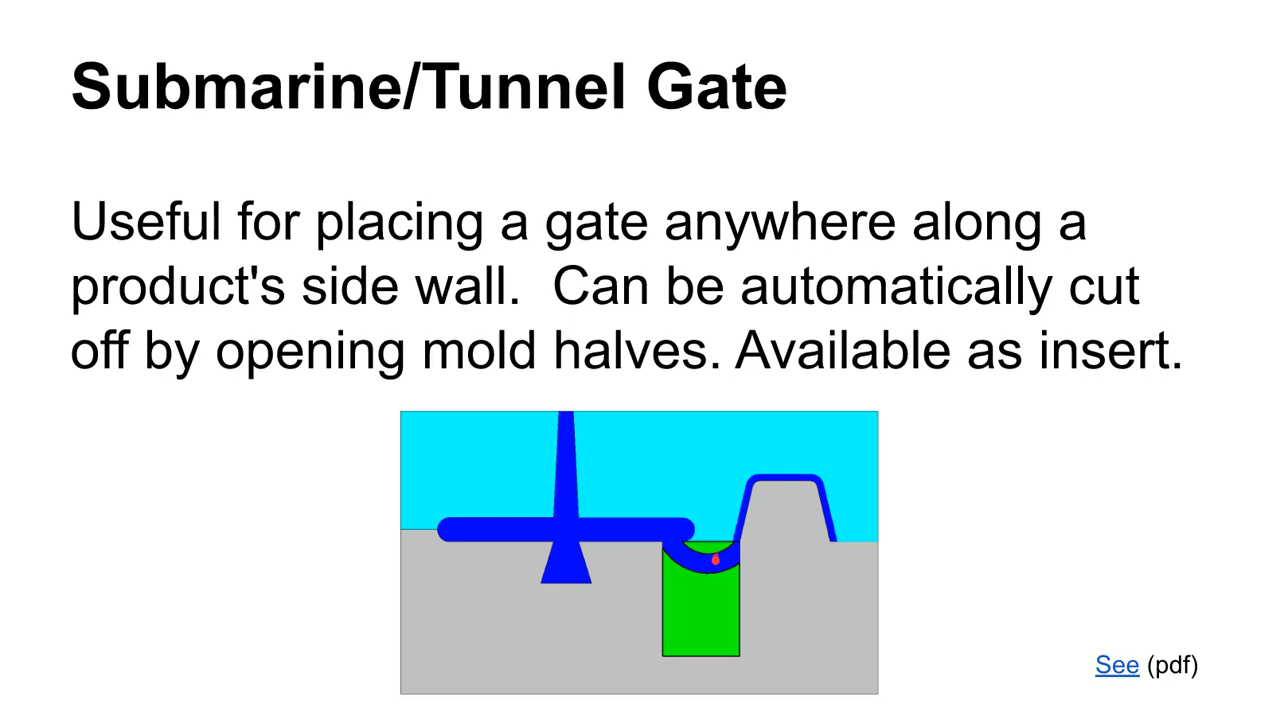 Submarine/Tunnel Gate
Useful for placing a gate anywhere along a
product's side wall.  Can be automatically cut
off by opening mold halves. Available as insert.
See (pdf)